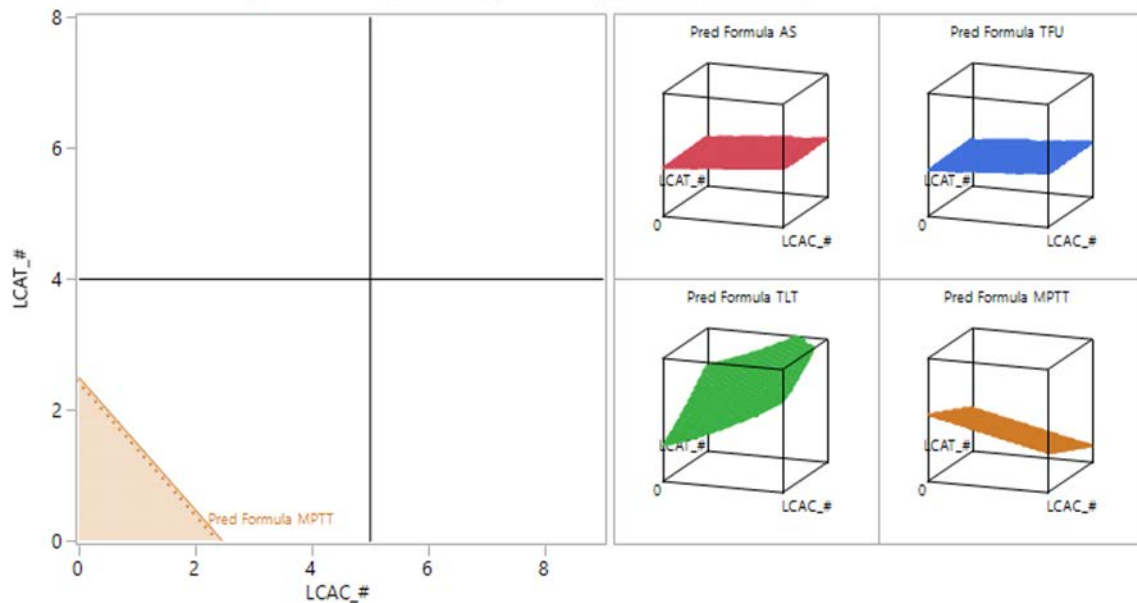 8
6
4
2
0
LCAT_#
Pred Formula MPTT
0
2
4
6
8
LCAC_#
Pred Formula AS
LCAT_#
0
LCAC_#
Pred Formula TFU
LCAT_#
0
LCAC_#
Pred Formula TLT
LCAT_#
0
LCAC_#
Pred Formula MPTT
LCAT_#
0
LCAC_#